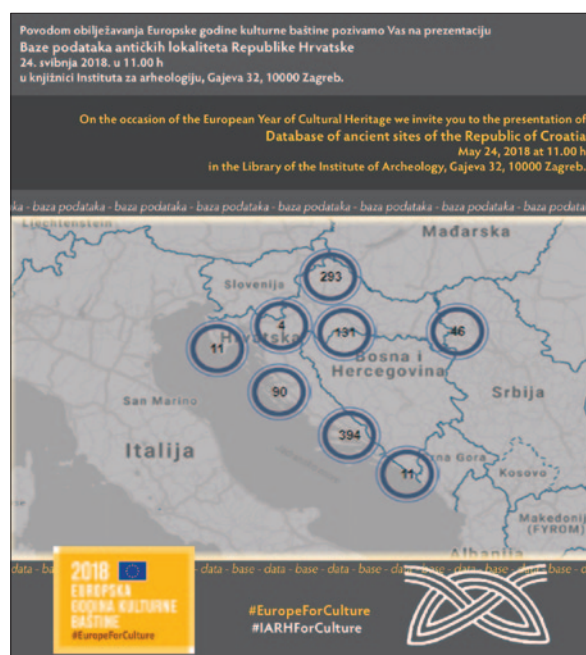 Povodom obilježavanja Europske godine kulturne baštine pozivamo Vas na prezentaciju
Baze podataka antičkih lokaliteta Republike Hrvatske
24. svibnja 2018. u 11.00 h
u knjižnici Instituta za arheologiju, Gajeva 32, 10000 Zagreb.
On the occasion of the European Year of Cultural Heritage we invite you to the presentation of
Database of ancient sites of the Republic of Croatia
May 24, 2018 at 11.00 h
in the Library of the Institute of Archeology, Gajeva 32, 10000 Zagreb.
ka - baza podataka - baza podataka - baza podataka - baza podataka - baza podataka - baza
Liechtenstein
Mađarska
Slovenija
293
4
131
46
11
Hrvatska
Bosna i
Hercegovina
90
Srbija
San Marino
394
Italija
11
Crna Gora
Kosovo
Makedonij
(FYROM)
Albanija
data - ba - data - base - data - base - data - base - data - base - data - base - d
2018
EUROPSKA
GODINA KULTURNE
BAŠTINE
#EuropeForCulture
#EuropeForCulture
#IARHForCulture